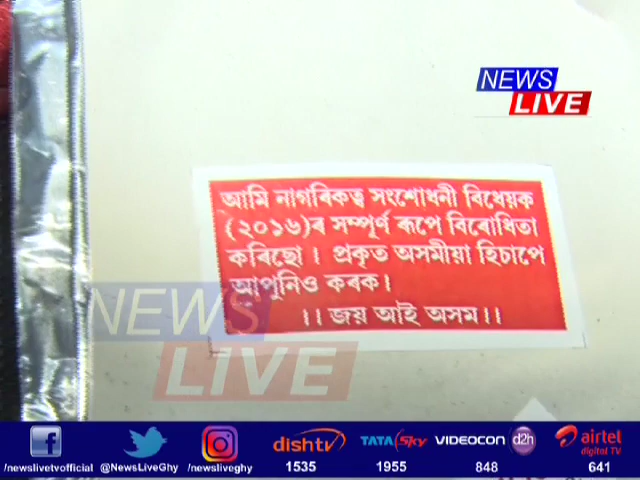 NEWS
LIVE
আমি নাগৰিকত্ব সংশোধনী বিধেয়ক
(২০১৬)ৰ সম্পূৰ্ণ ৰূপে বিৰোধিতা
কৰিছো। প্ৰকৃত অসমীয়া হিচাপে
আপুনিও কৰক।
।। জয় আই অসম।।
NEWS
LIVE
/newslivetvofficial @NewsLiveGhy /newsliveghy dishtv 1535 TATA sky 1955 VIDEOCON d2h 848 airtel digital TV 641